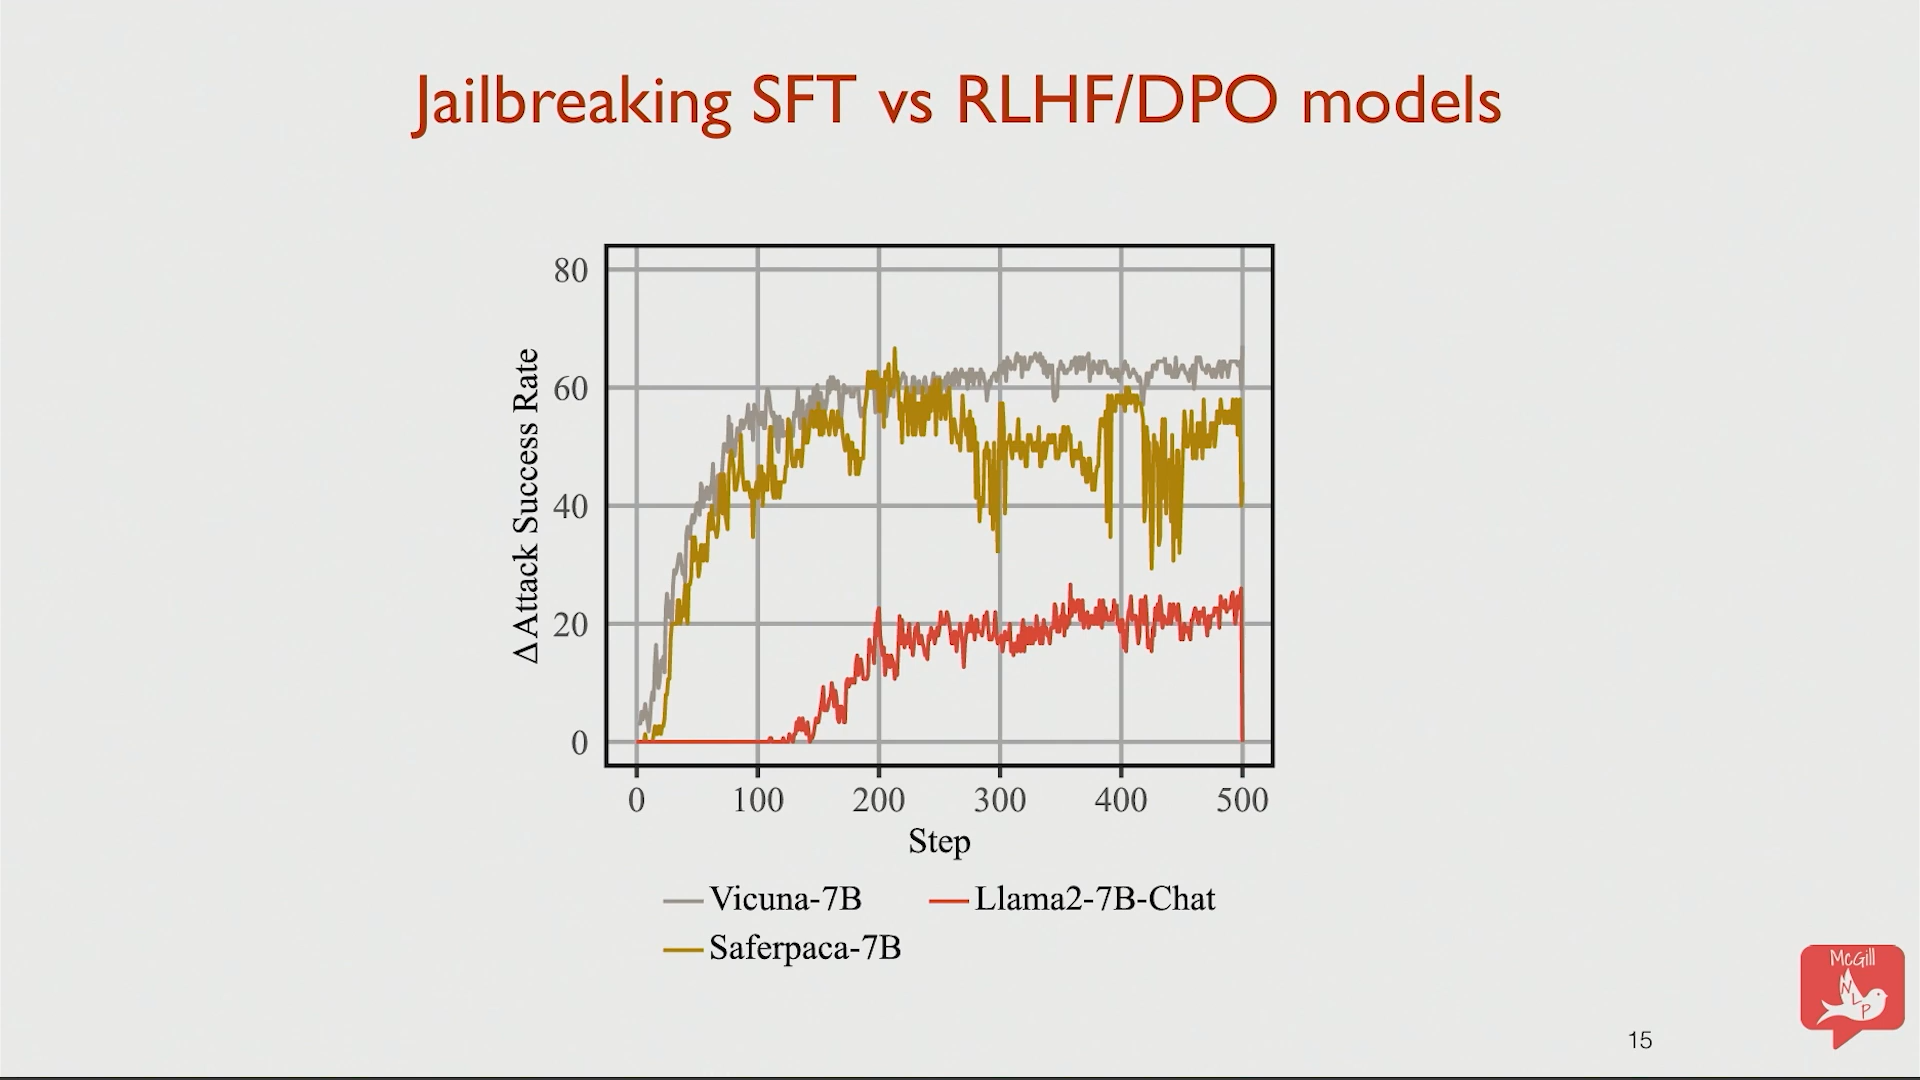 Jailbreaking SFT vs RLHF/DPO models
ΔAttack Success Rate
80
60
40
20
0
0 100 200 300 400 500
Step
Vicuna-7B Llama2-7B-Chat
Saferpaca-7B
McGill
NLP
15